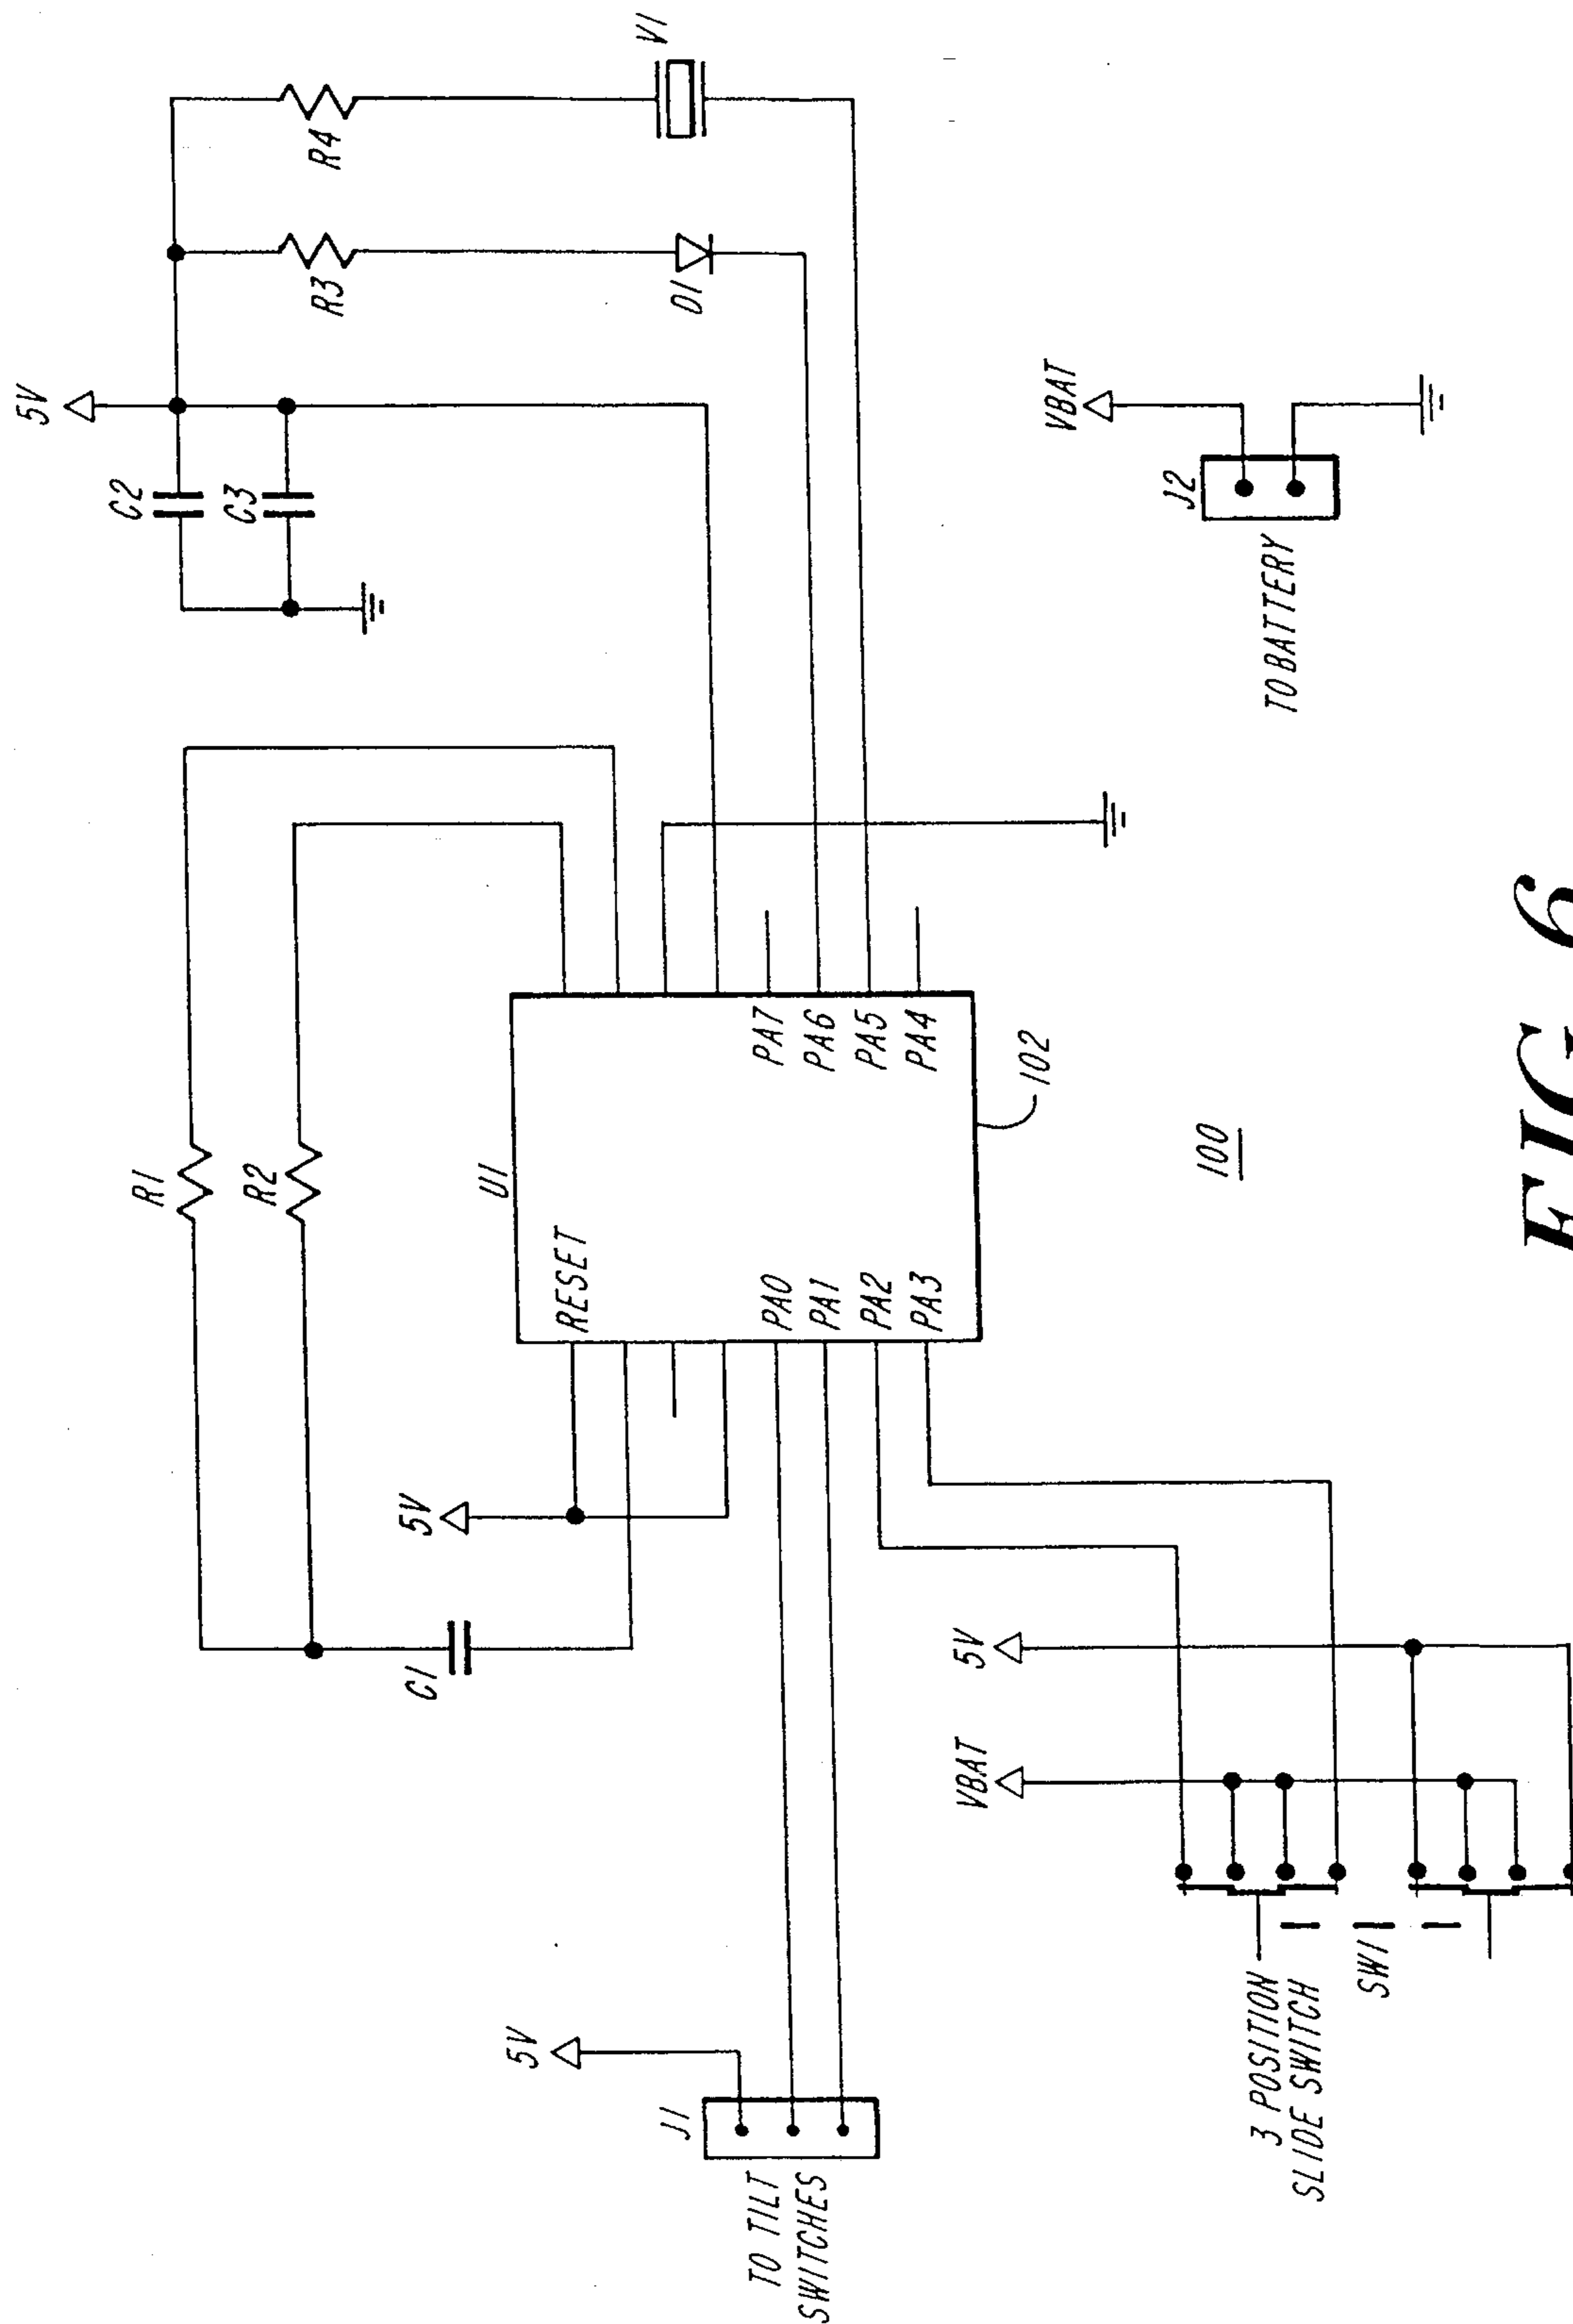 5V
C2
R1
C3
R2
R4
R3
5V
C1
U1
5V
RESET
V1
J1
D1
TO TILT
SWITCHES
PA0
PA7
PA1
PA6
PA2
PA5
PA3
PA4
102
VBAT
5V
VBAT
J2
100
3 POSITION
SLIDE SWITCH
TO BATTERY
SW1
FIG. 6